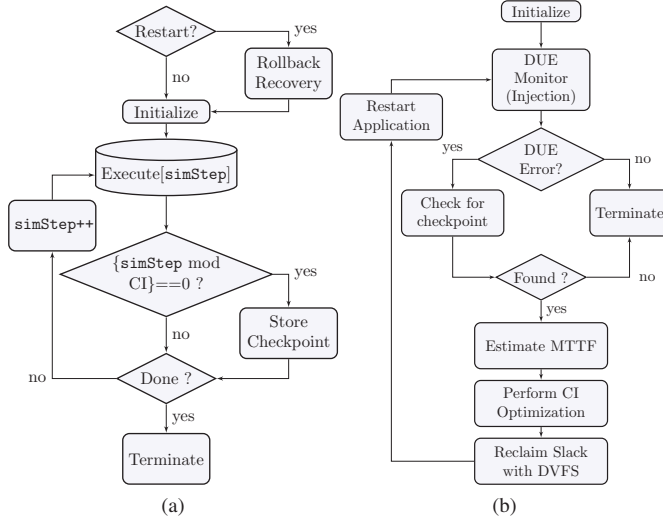 Restart?
yes
Rollback
Recovery
no
Initialize
Execute[simStep]
simStep++
{simStep mod
CI}==0 ?
yes
Store
Checkpoint
no
Done ?
no
yes
Terminate
(a)
Initialize
DUE
Monitor
(Injection)
Restart
Application
DUE
Error?
yes
no
Check for
checkpoint
Terminate
Found ?
no
yes
Estimate MTTF
Perform CI
Optimization
Reclaim Slack
with DVFS
(b)